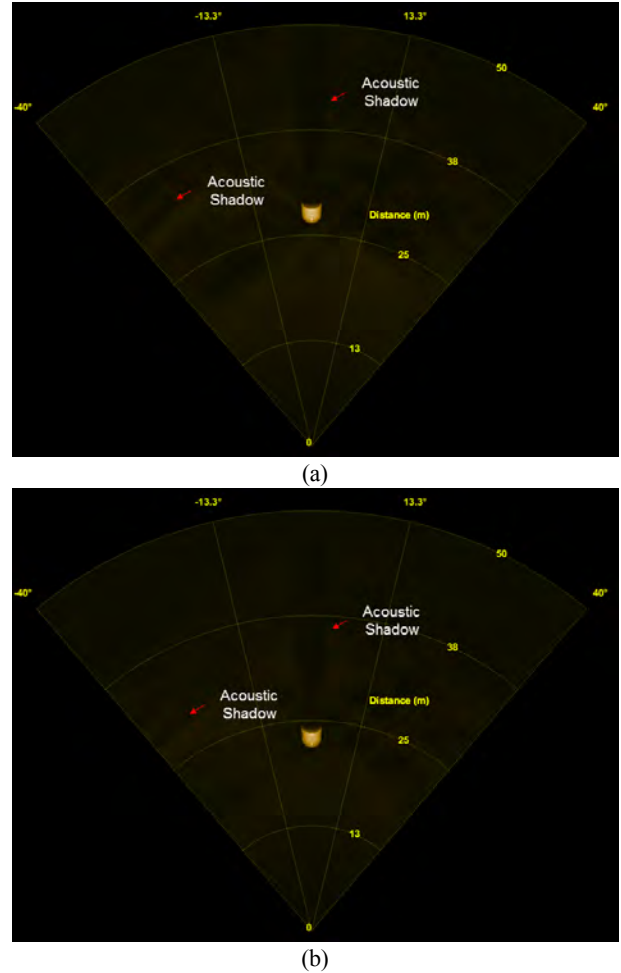 -13.3°
13.3°
50
Acoustic
Shadow
-40°
40°
38
Acoustic
Shadow
Distance (m)
25
13
0
(a)
-13.3°
13.3°
50
-40°
40°
Acoustic
Shadow
38
Acoustic
Shadow
Distance (m)
25
13
0
(b)